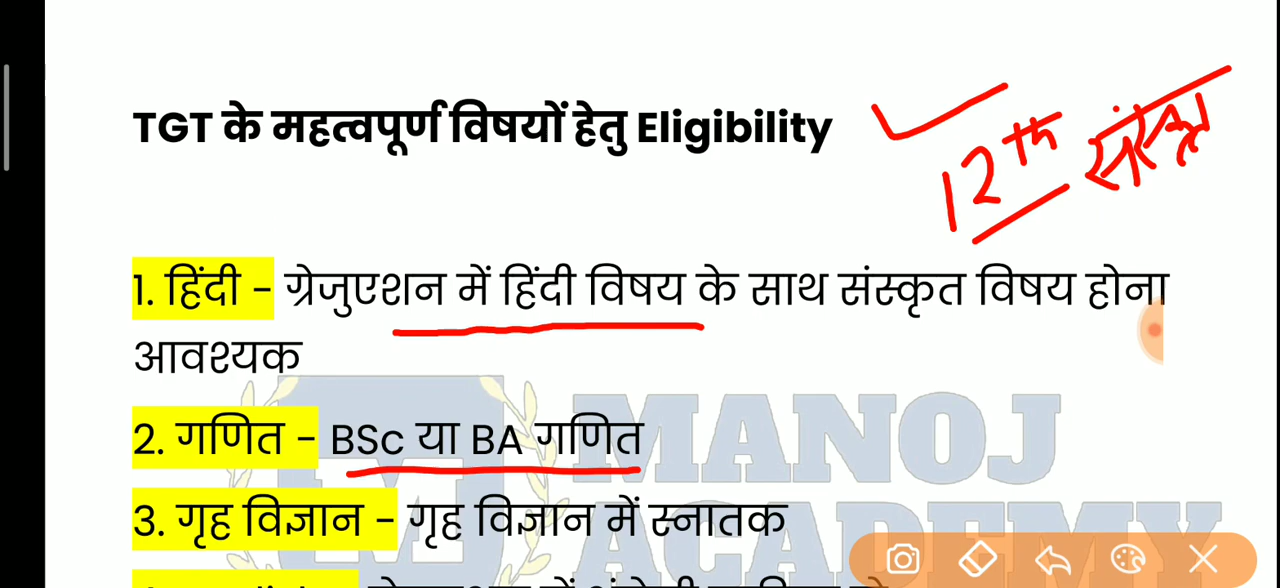 TGT के महत्वपूर्ण विषयों हेतु Eligibility
12th संस्कृत
1. हिंदी - ग्रेजुएशन में हिंदी विषय के साथ संस्कृत विषय होना
आवश्यक
2. गणित - BSc या BA गणित
3. गृह विज्ञान - गृह विज्ञान में स्नातक
MANOJ
ACADEMY